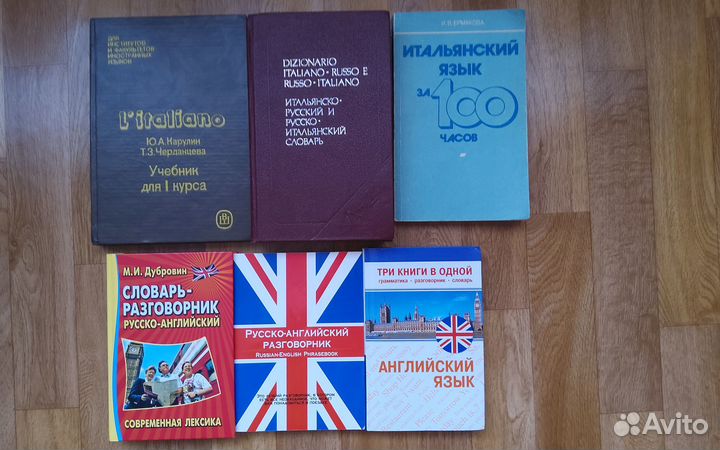 ДЛЯ
ИНСТИТУТОВ
И ФАКУЛЬТЕТОВ
ИНОСТРАННЫХ
ЯЗЫКОВ
L'italiano
Ю.А.Карулин
Т.З.Черданцева
Учебник
для I курса
DIZIONARIO
ITALIANO·RUSSO E
RUSSO·ITALIANO
ИТАЛЬЯНСКО-
РУССКИЙ И
РУССКО-
ИТАЛЬЯНСКИЙ
СЛОВАРЬ
ИТАЛЬЯНСКИЙ
ЯЗЫК
ЗА 100
ЧАСОВ
М.И. Дубровин
СЛОВАРЬ-
РАЗГОВОРНИК
РУССКО-АНГЛИЙСКИЙ
СОВРЕМЕННАЯ ЛЕКСИКА
РУССКО-АНГЛИЙСКИЙ
РАЗГОВОРНИК
RUSSIAN-ENGLISH PHRASEBOOK
ТРИ КНИГИ В ОДНОЙ
грамматика · разговорник · словарь
АНГЛИЙСКИЙ
ЯЗЫК
Avito